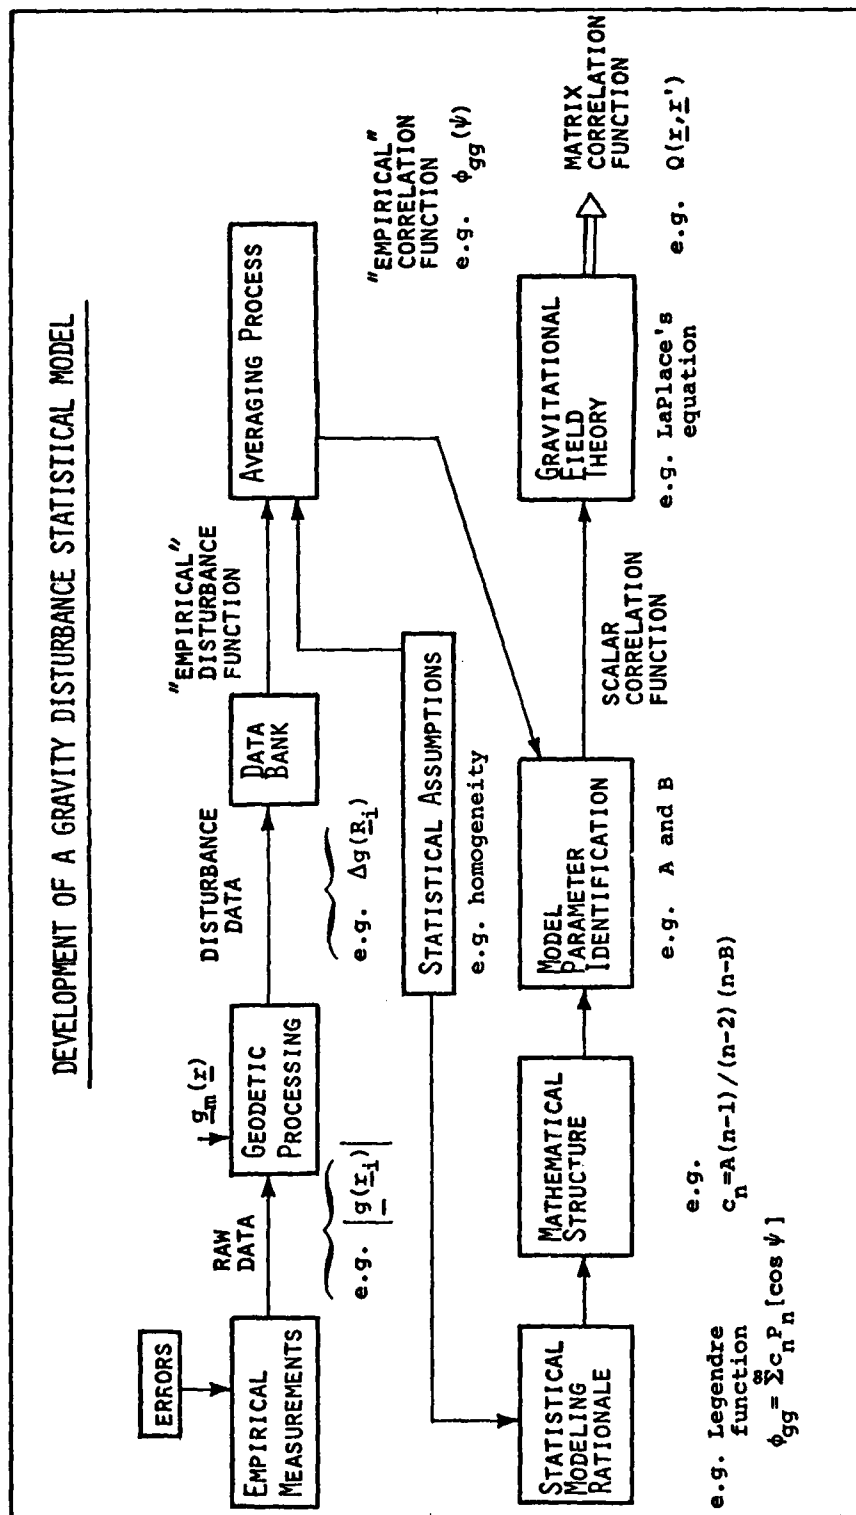 DEVELOPMENT OF A GRAVITY DISTURBANCE STATISTICAL MODEL
ERRORS
EMPIRICAL
MEASUREMENTS
RAW
DATA
e.g. |g(r_i)|
g_m(r)
GEODETIC
PROCESSING
DISTURBANCE
DATA
e.g. Δg(R_i)
DATA
BANK
"EMPIRICAL"
DISTURBANCE
FUNCTION
AVERAGING PROCESS
"EMPIRICAL"
CORRELATION
FUNCTION
e.g. ϕ_gg(ψ)
STATISTICAL ASSUMPTIONS
e.g. homogeneity
STATISTICAL
MODELING
RATIONALE
e.g. Legendre
function
ϕ_gg = Σ^∞ c_n P_n [cos ψ]
MATHEMATICAL
STRUCTURE
e.g.
c_n=A(n-1)/(n-2)(n-B)
MODEL
PARAMETER
IDENTIFICATION
e.g. A and B
SCALAR
CORRELATION
FUNCTION
GRAVITATIONAL
FIELD
THEORY
e.g. LaPlace's
equation
MATRIX
CORRELATION
FUNCTION
e.g. Q(r,r')